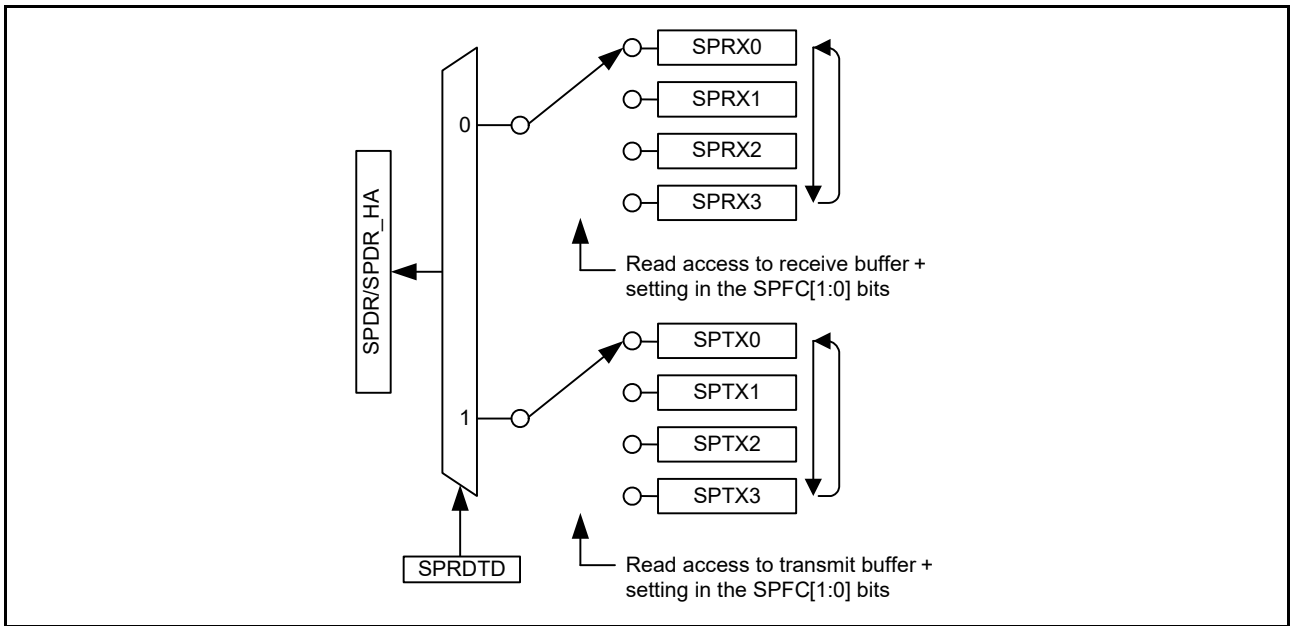 SPRX0
SPRX1
0
SPRX2
SPRX3
SPDR/SPDR_HA
Read access to receive buffer +
setting in the SPFC[1:0] bits
SPTX0
SPTX1
1
SPTX2
SPTX3
SPRDTD
Read access to transmit buffer +
setting in the SPFC[1:0] bits